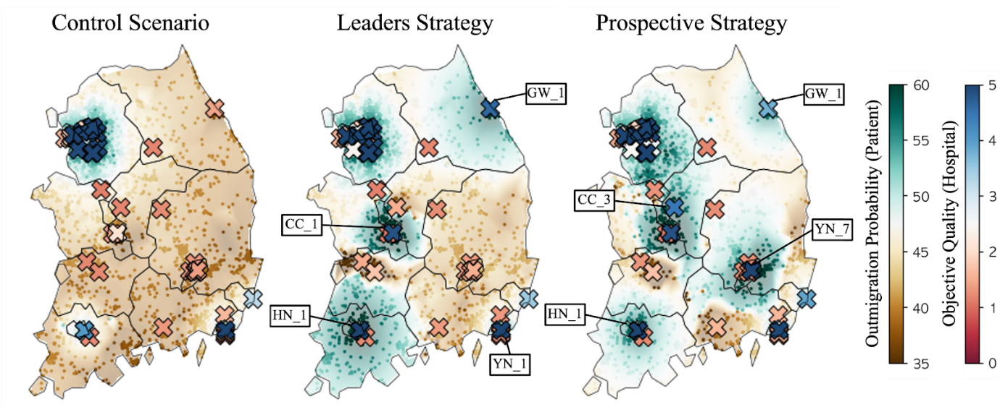 Control Scenario
Leaders Strategy
Prospective Strategy
GW_1
CC_1
HN_1
YN_1
GW_1
CC_3
YN_7
HN_1
Outmigration Probability (Patient)
60
55
50
45
40
35
Objective Quality (Hospital)
5
4
3
2
1
0